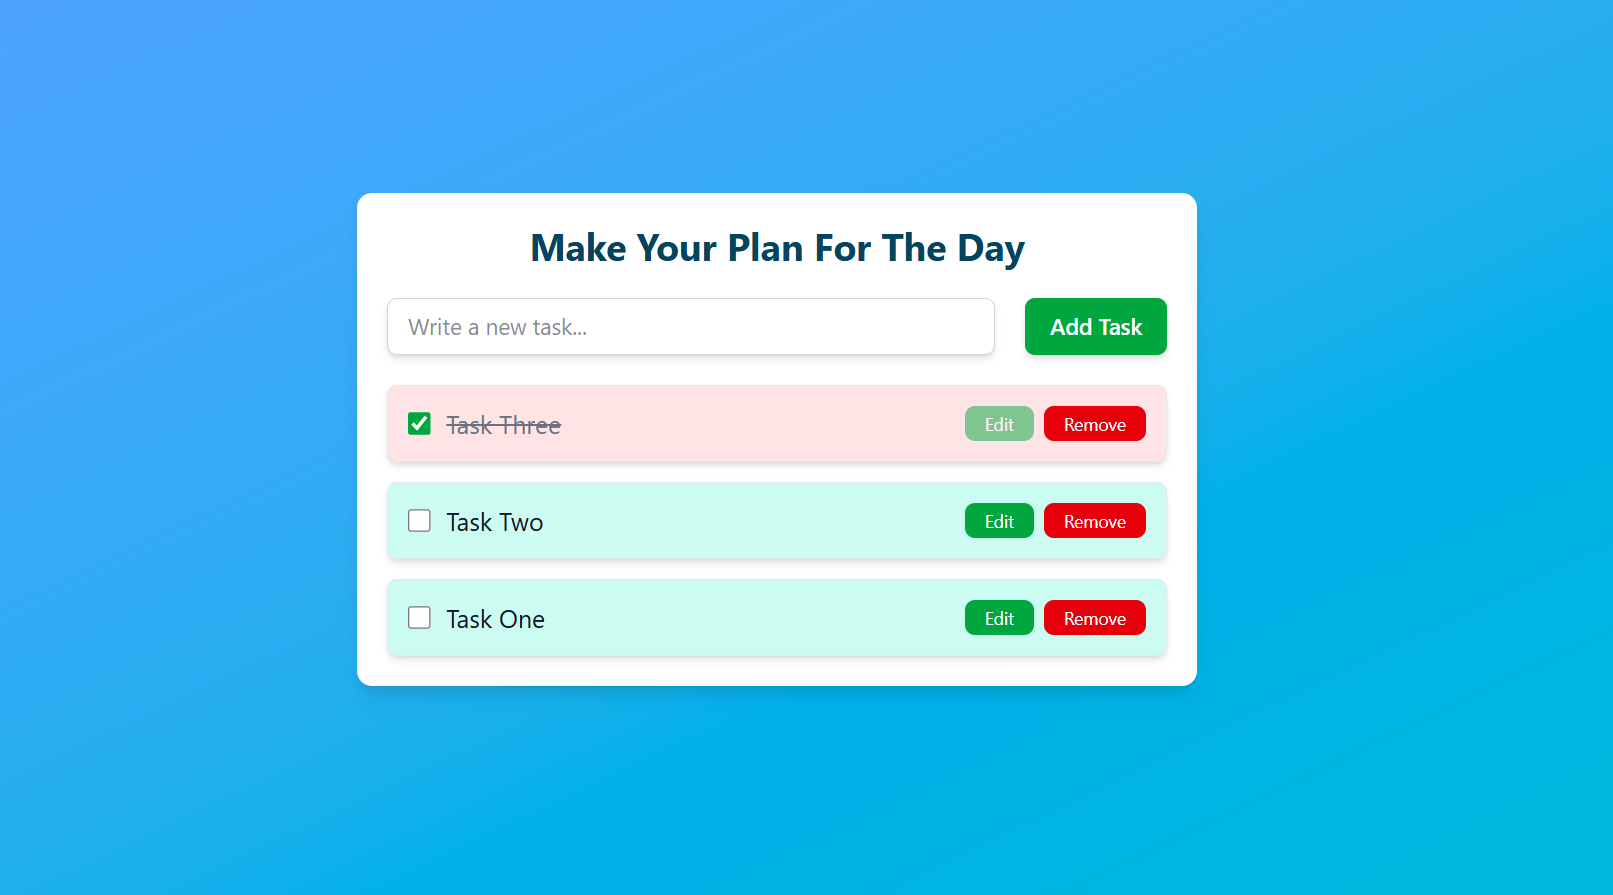 Make Your Plan For The Day
Write a new task...
Add Task
Task Three
Edit
Remove
Task Two
Edit
Remove
Task One
Edit
Remove